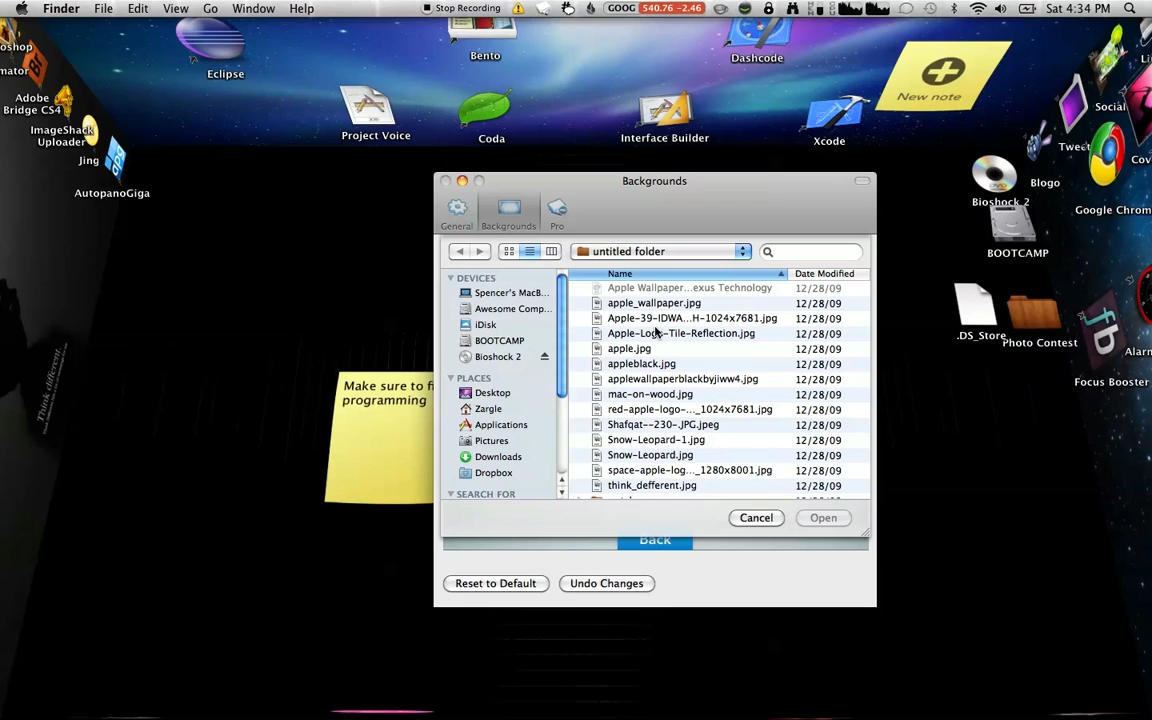 Finder File Edit View Go Window Help Stop Recording GOOG 540.76 -2.46 Sat 4:34 PM
Eclipse
Bento
Dashcode
New note
Adobe
Bridge CS4
ImageShack
Uploader
Jing
AutopanoGiga
Project Voice
Coda
Interface Builder
Xcode
Social
Blogo
Bioshock 2
Google Chrom
BOOTCAMP
.DS_Store
Photo Contest
Alarm
Focus Booster
Think different.
Make sure to fi
programming
Backgrounds
General Backgrounds Pro
untitled folder
Name Date Modified
DEVICES
Spencer's MacB...
Awesome Comp...
iDisk
BOOTCAMP
Bioshock 2
PLACES
Desktop
Zargle
Applications
Pictures
Downloads
Dropbox
SEARCH FOR
Apple Wallpaper...exus Technology 12/28/09
apple_wallpaper.jpg 12/28/09
Apple-39-IDWA...H-1024x7681.jpg 12/28/09
Apple-Logo-Tile-Reflection.jpg 12/28/09
apple.jpg 12/28/09
appleblack.jpg 12/28/09
applewallpaperblackbyjiww4.jpg 12/28/09
mac-on-wood.jpg 12/28/09
red-apple-logo-..._1024x7681.jpg 12/28/09
Shafqat--230-.JPG.jpeg 12/28/09
Snow-Leopard-1.jpg 12/28/09
Snow-Leopard.jpg 12/28/09
space-apple-log..._1280x8001.jpg 12/28/09
think_defferent.jpg 12/28/09
Cancel Open
Back
Reset to Default Undo Changes